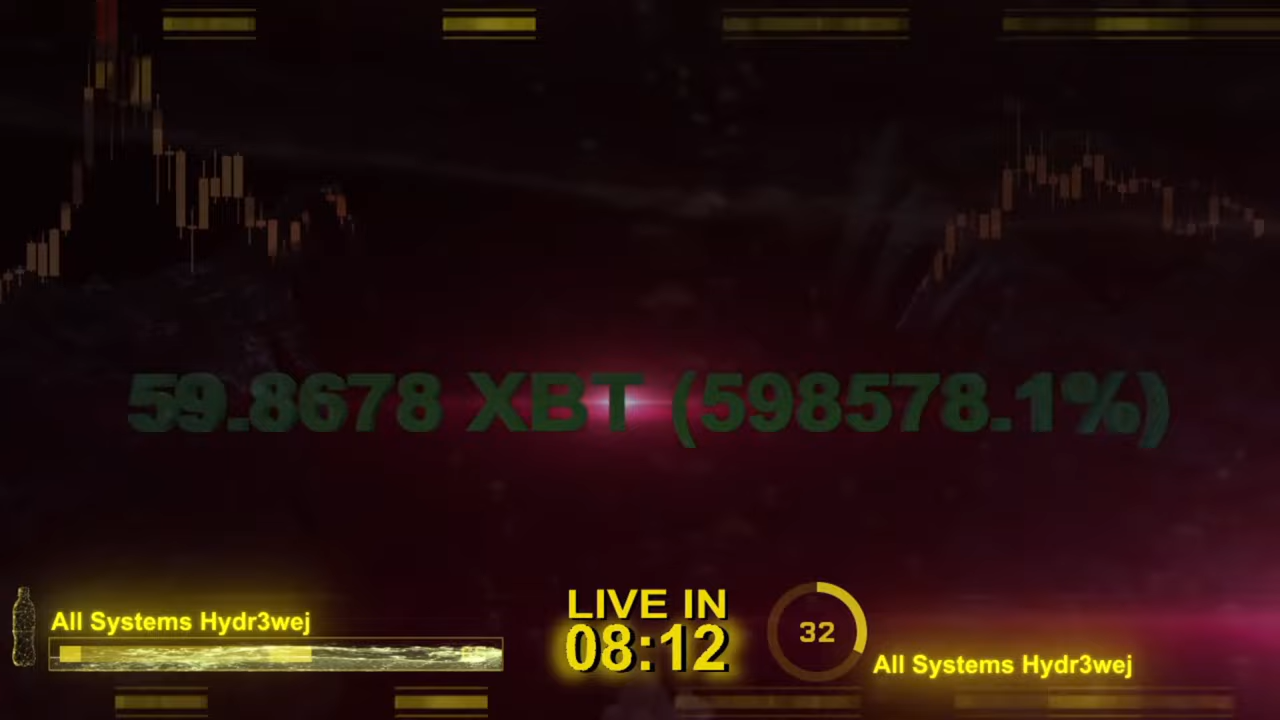 59.8678 XBT (598578.1%)
All Systems Hydr3wej
LIVE IN
08:12
32
All Systems Hydr3wej